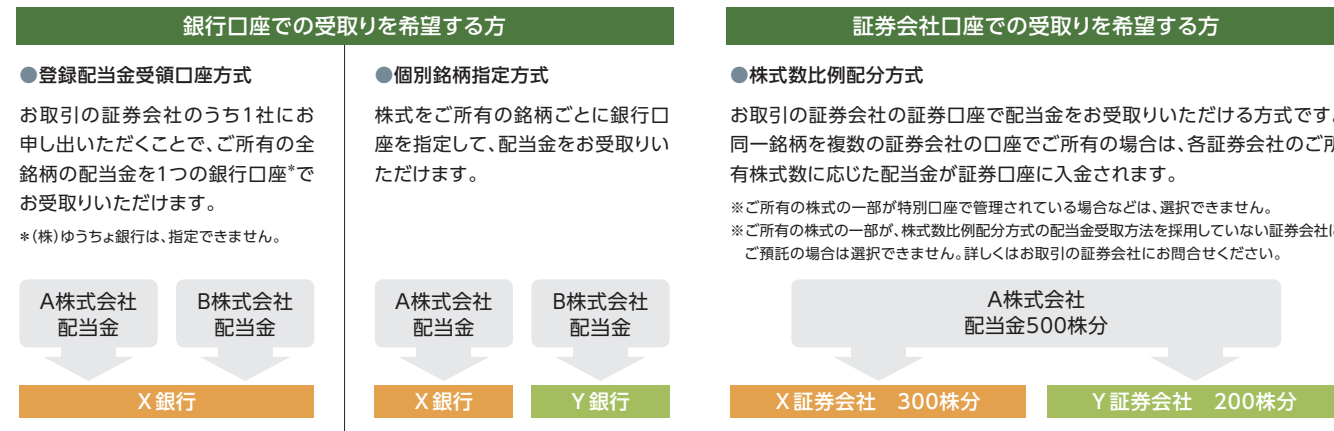 銀行口座での受取りを希望する方
●登録配当金受領口座方式
お取引の証券会社のうち1社にお
申し出いただくことで、ご所有の全
銘柄の配当金を1つの銀行口座*で
お受取りいただけます。
*(株)ゆうちょ銀行は、指定できません。
A株式会社
配当金
B株式会社
配当金
X銀行
●個別銘柄指定方式
株式をご所有の銘柄ごとに銀行口
座を指定して、配当金をお受取りい
ただけます。
A株式会社
配当金
B株式会社
配当金
X銀行
Y銀行
証券会社口座での受取りを希望する方
●株式数比例配分方式
お取引の証券会社の証券口座で配当金をお受取りいただける方式です。
同一銘柄を複数の証券会社の口座でご所有の場合は、各証券会社のご所
有株式数に応じた配当金が証券口座に入金されます。
※ご所有の株式の一部が特別口座で管理されている場合などは、選択できません。
※ご所有の株式の一部が、株式数比例配分方式の配当金受取方法を採用していない証券会社に
ご預託の場合は選択できません。詳しくはお取引の証券会社にお問合せください。
A株式会社
配当金500株分
X証券会社 300株分
Y証券会社 200株分